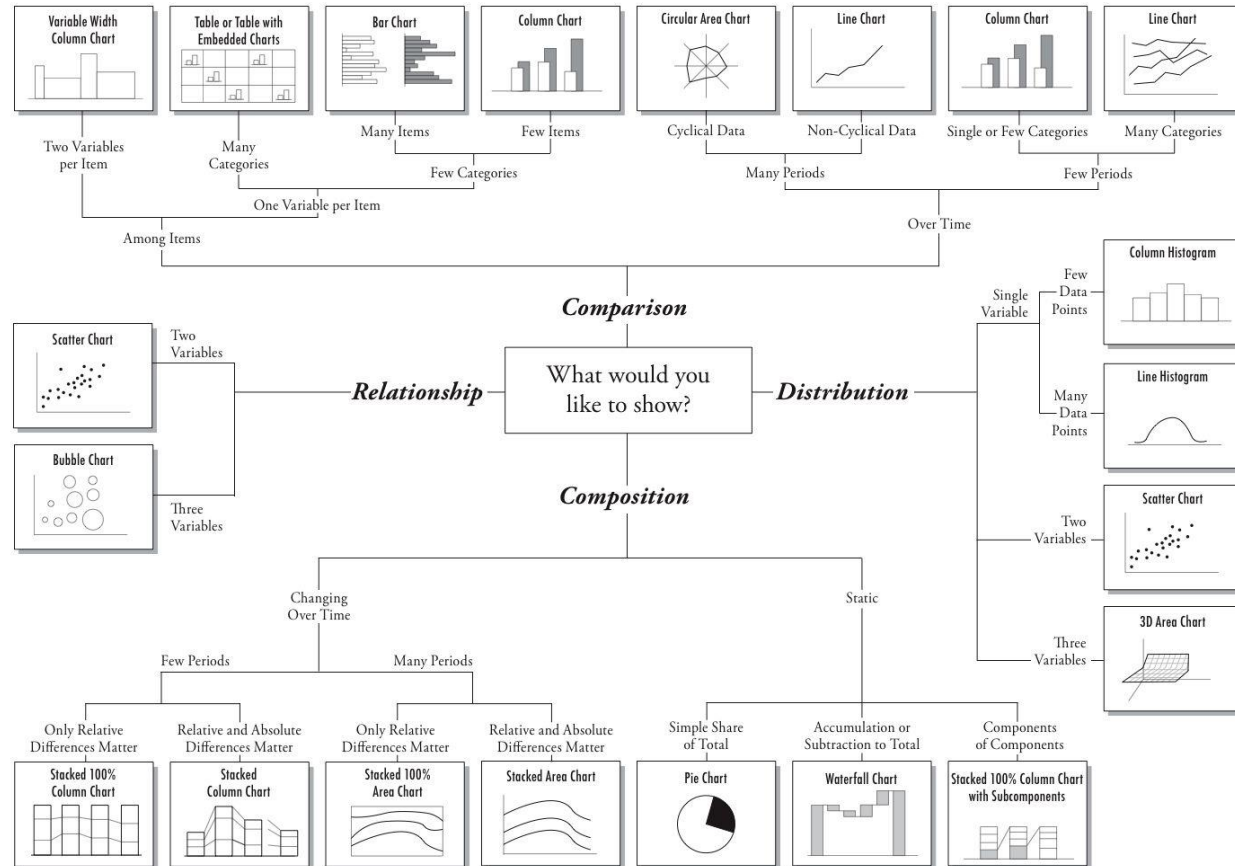 Variable Width
Column Chart
Table or Table with
Embedded Charts
Bar Chart
Column Chart
Circular Area Chart
Line Chart
Column Chart
Line Chart
Two Variables
per Item
Many
Categories
Many Items
Few Items
Cyclical Data
Non-Cyclical Data
Single or Few Categories
Many Categories
Few Categories
Many Periods
Few Periods
One Variable per Item
Among Items
Over Time
Comparison
What would you
like to show?
Relationship
Two
Variables
Scatter Chart
Three
Variables
Bubble Chart
Distribution
Single
Variable
Few
Data
Points
Column Histogram
Many
Data
Points
Line Histogram
Two
Variables
Scatter Chart
Three
Variables
3D Area Chart
Composition
Changing
Over Time
Static
Few Periods
Many Periods
Only Relative
Differences Matter
Relative and Absolute
Differences Matter
Only Relative
Differences Matter
Relative and Absolute
Differences Matter
Simple Share
of Total
Accumulation or
Subtraction to Total
Components
of Components
Stacked 100%
Column Chart
Stacked
Column Chart
Stacked 100%
Area Chart
Stacked Area Chart
Pie Chart
Waterfall Chart
Stacked 100% Column Chart
with Subcomponents